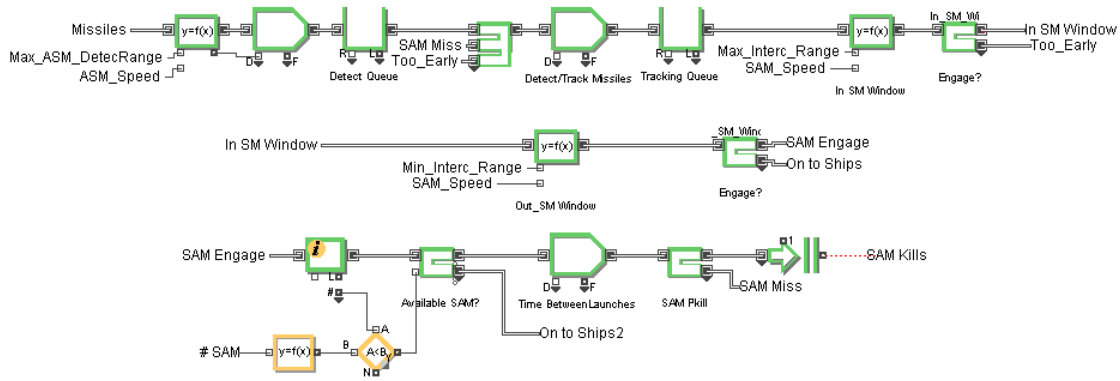 In_SM_Wi
Missiles
y=f(x)
SAM Miss
Too_Early
y=f(x)
In SM Window
Too_Early
Max_ASM_DetecRange
ASM_Speed
D
F
R
L
D
F
R
L
Max_Interc_Range
SAM_Speed
Detect Queue
Detect/Track Missiles
Tracking Queue
In SM Window
Engage?
_SM_Wind
In SM Window
y=f(x)
SAM Engage
On to Ships
Min_Interc_Range
SAM_Speed
Out_SM Window
Engage?
SAM Engage
i
1
SAM Kills
L
D
F
SAM Miss
#
Available SAM?
Time Between Launches
SAM Pkill
A
On to Ships2
# SAM
y=f(x)
B
A<B
Y
N